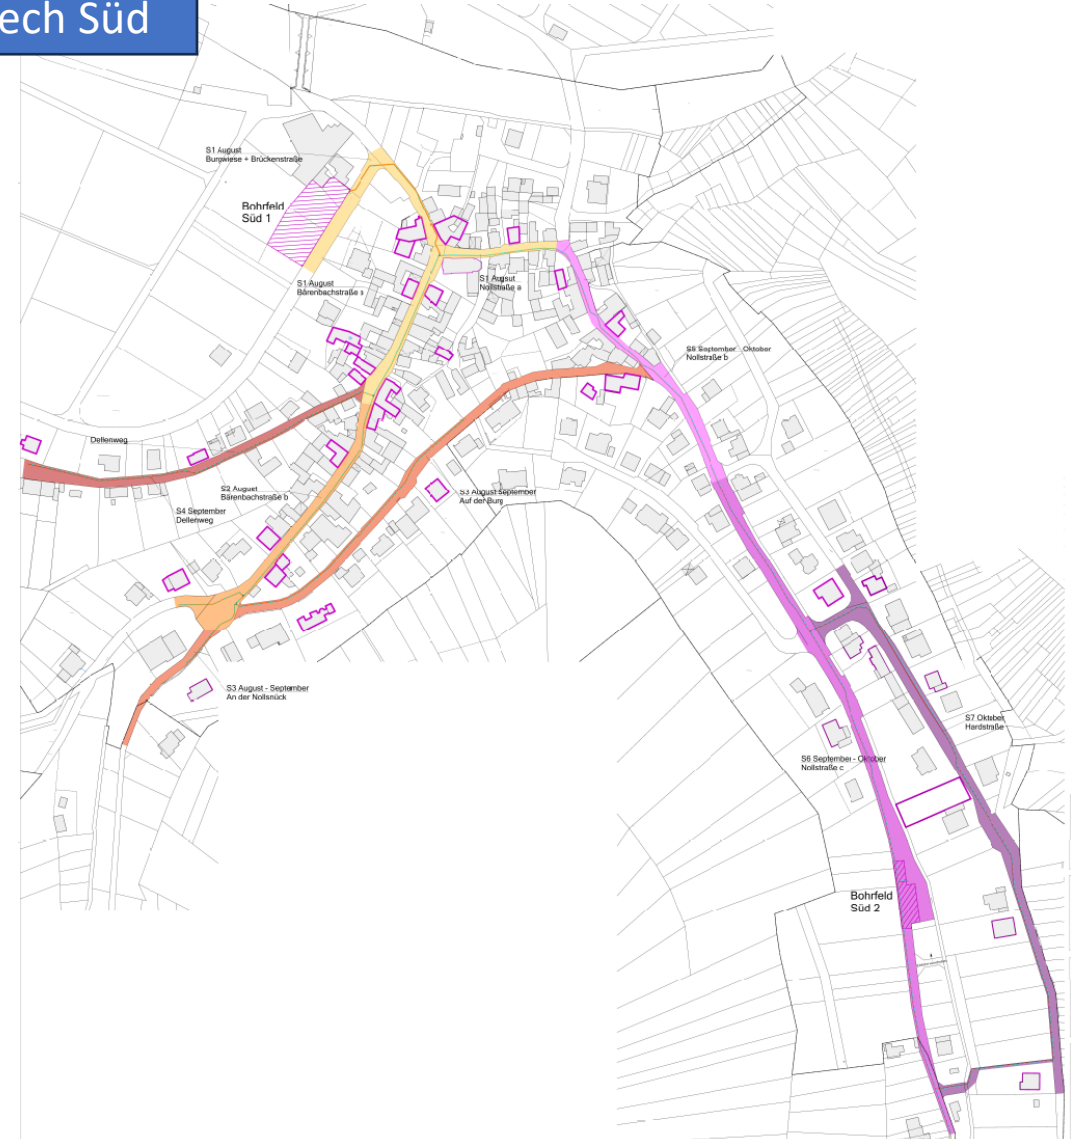 ech Süd
S1 August
Burgwiese + Brückenstraße
Bohrfeld
Süd 1
S1 August
Bärenbachstraße a
S1 August
Nollstraße a
S5 September - Oktober
Nollstraße b
Dellenweg
S2 August
Bärenbachstraße b
S4 September
Dellenweg
S3 August September
Auf der Burg
S3 August - September
An der Nollsnück
S7 Oktober
Hardstraße
S6 September - Oktober
Nollstraße c
Bohrfeld
Süd 2